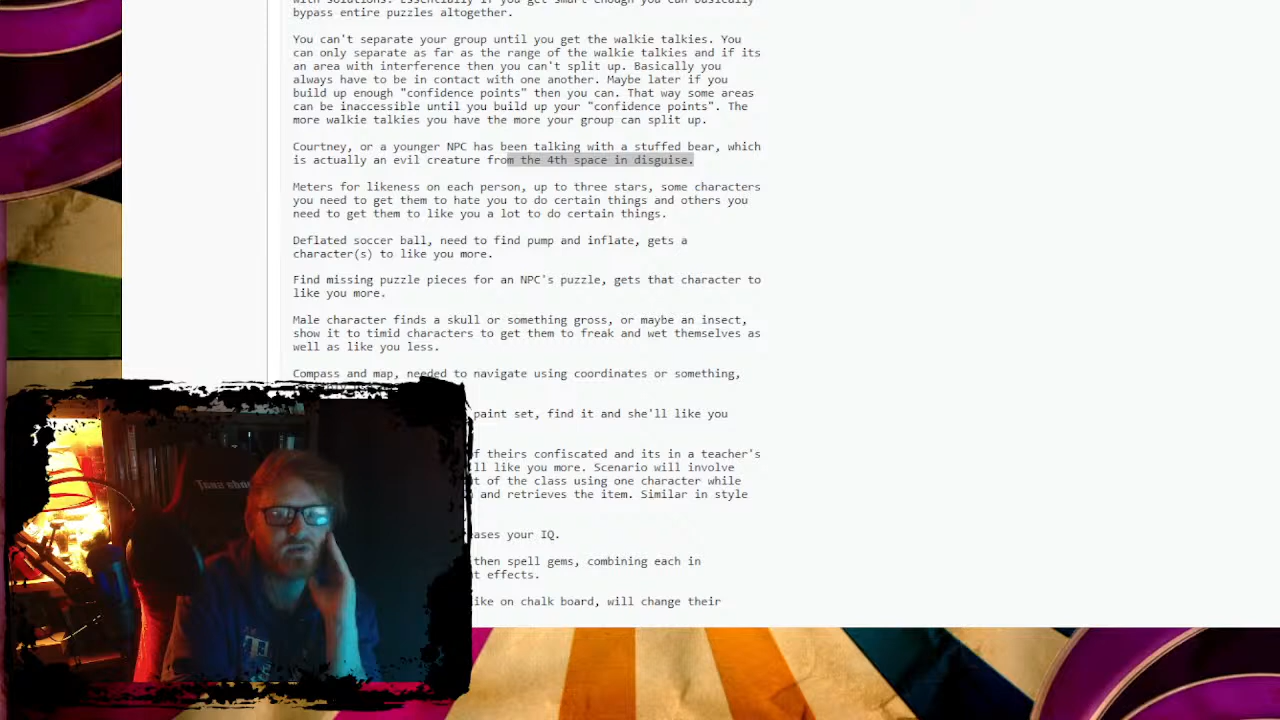 with solutions. Essentially if you get smart enough you can basically
bypass entire puzzles altogether.
You can't separate your group until you get the walkie talkies. You
can only separate as far as the range of the walkie talkies and if its
an area with interference then you can't split up. Basically you
always have to be in contact with one another. Maybe later if you
build up enough "confidence points" then you can. That way some areas
can be inaccessible until you build up your "confidence points". The
more walkie talkies you have the more your group can split up.
Courtney, or a younger NPC has been talking with a stuffed bear, which
is actually an evil creature from the 4th space in disguise.
Meters for likeness on each person, up to three stars, some characters
you need to get them to hate you to do certain things and others you
need to get them to like you a lot to do certain things.
Deflated soccer ball, need to find pump and inflate, gets a
character(s) to like you more.
Find missing puzzle pieces for an NPC's puzzle, gets that character to
like you more.
Male character finds a skull or something gross, or maybe an insect,
show it to timid characters to get them to freak and wet themselves as
well as like you less.
Compass and map, needed to navigate using coordinates or something,
paint set, find it and she'll like you
f theirs confiscated and its in a teacher's
ll like you more. Scenario will involve
t of the class using one character while
and retrieves the item. Similar in style
ases your IQ.
then spell gems, combining each in
t effects.
ike on chalk board, will change their